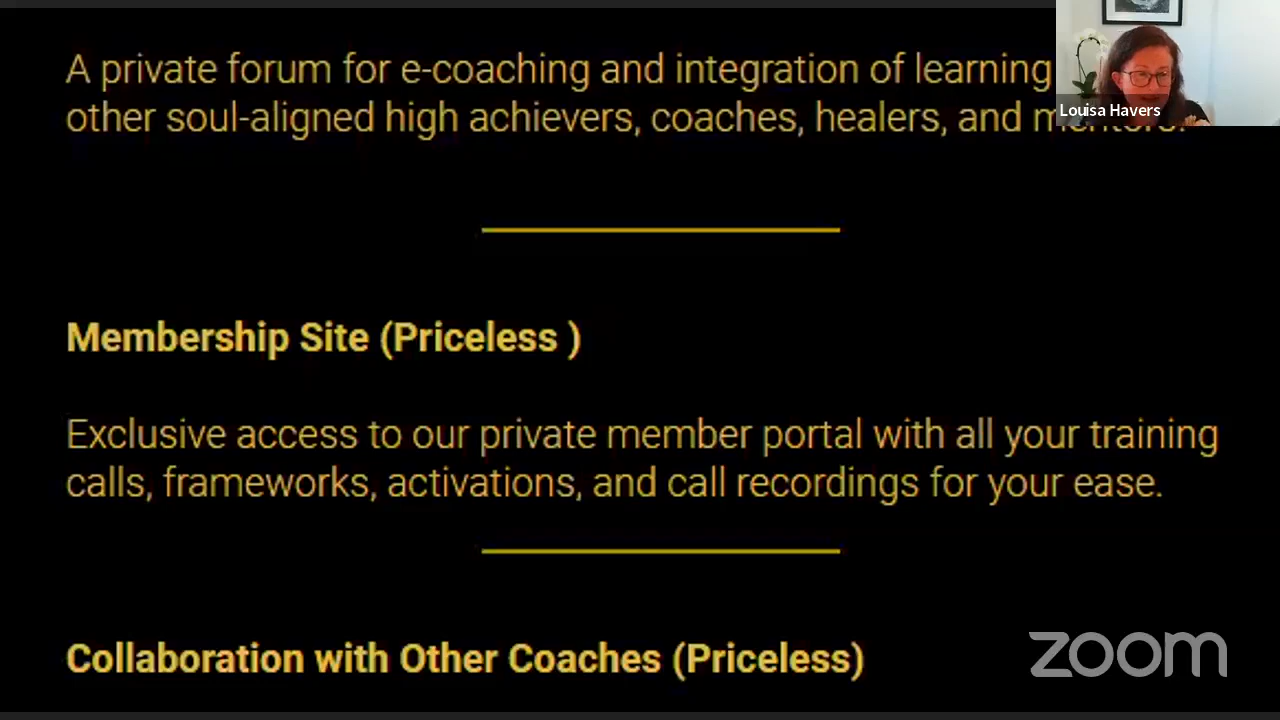 A private forum for e-coaching and integration of learning
other soul-aligned high achievers, coaches, healers, and mentors.
Louisa Havers
Membership Site (Priceless )
Exclusive access to our private member portal with all your training
calls, frameworks, activations, and call recordings for your ease.
Collaboration with Other Coaches (Priceless)
zoom